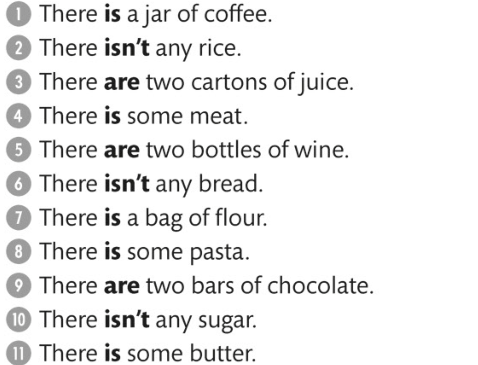 1 There is a jar of coffee.
2 There isn't any rice.
3 There are two cartons of juice.
4 There is some meat.
5 There are two bottles of wine.
6 There isn't any bread.
7 There is a bag of flour.
8 There is some pasta.
9 There are two bars of chocolate.
10 There isn't any sugar.
11 There is some butter.